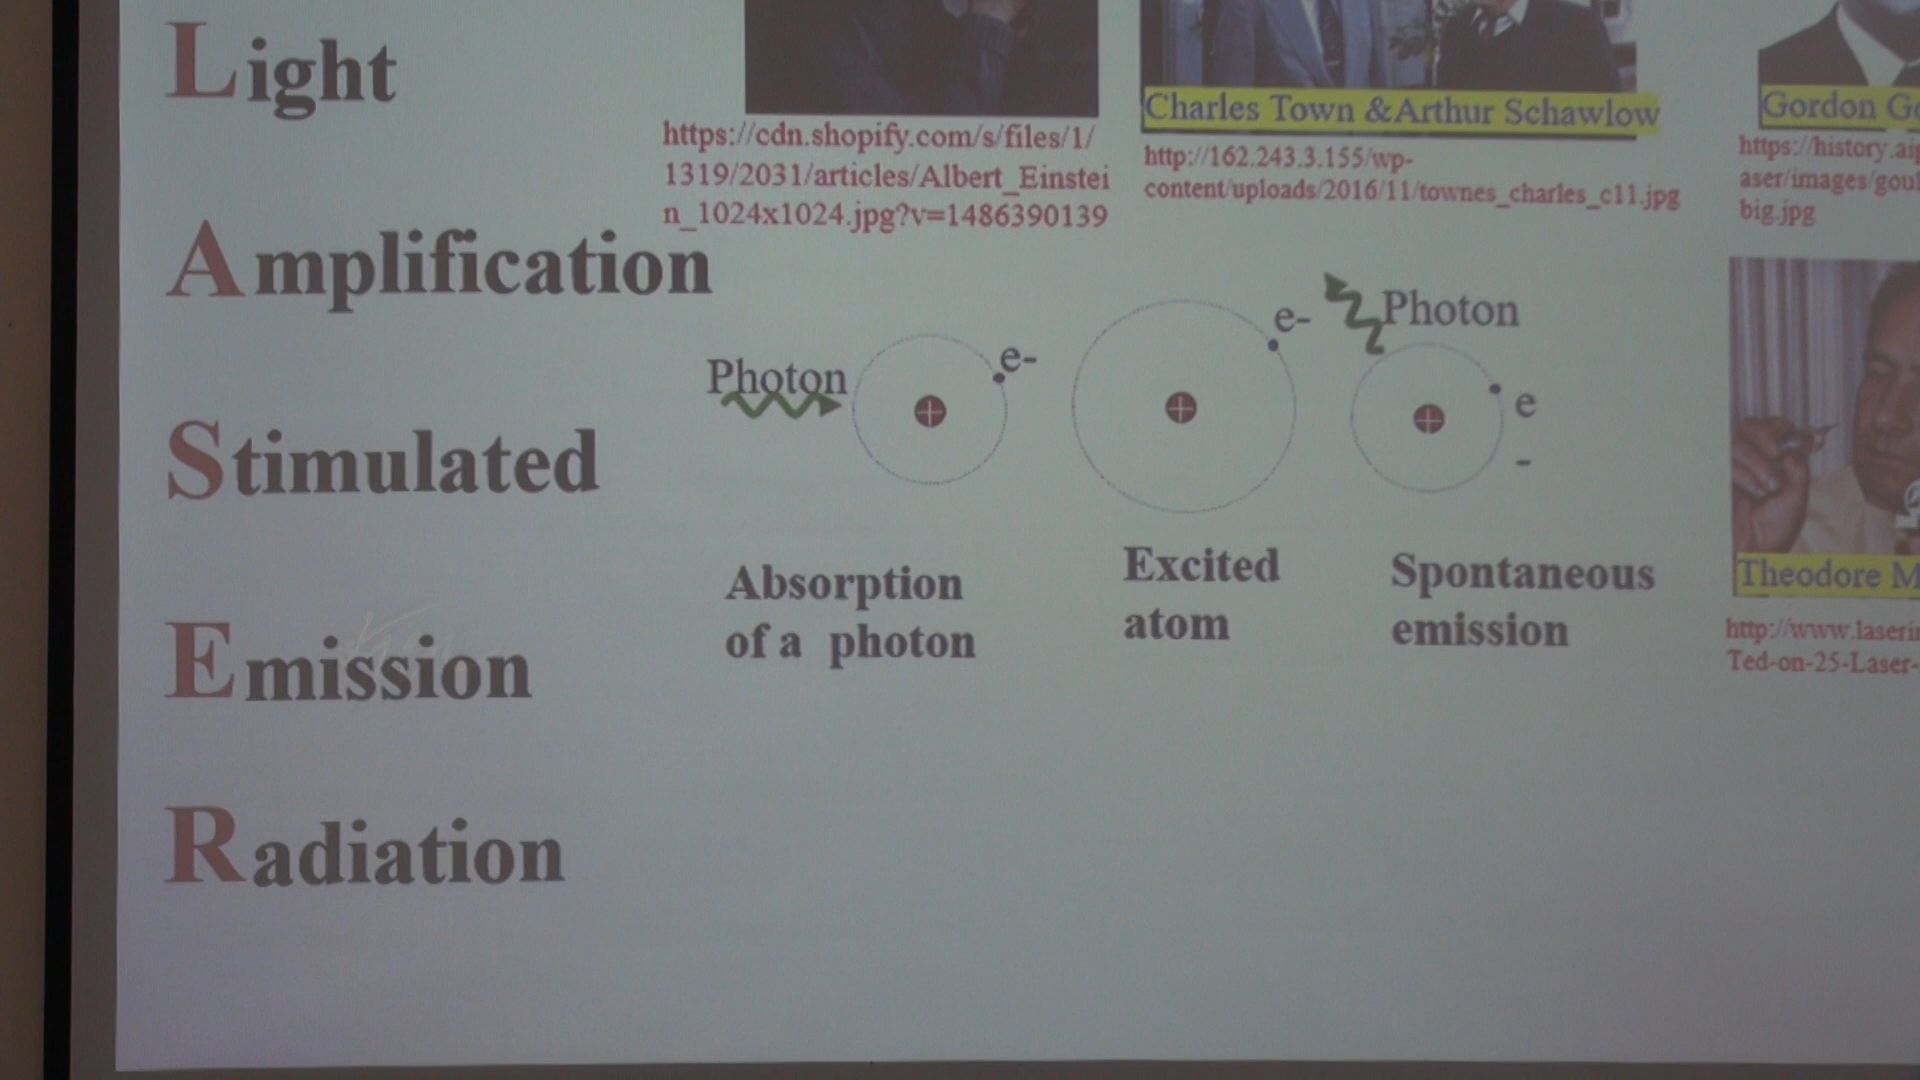 Light
Amplification
Stimulated
Emission
Radiation
https://cdn.shopify.com/s/files/1/
1319/2031/articles/Albert_Einstei
n_1024x1024.jpg?v=1486390139
Charles Town &Arthur Schawlow
http://162.243.3.155/wp-
content/uploads/2016/11/townes_charles_c11.jpg
Gordon Go
https://history.aip
aser/images/goul
big.jpg
Photon
e-
e-
Photon
e
-
Absorption
of a photon
Excited
atom
Spontaneous
emission
Theodore M
http://www.laserin
Ted-on-25-Laser-